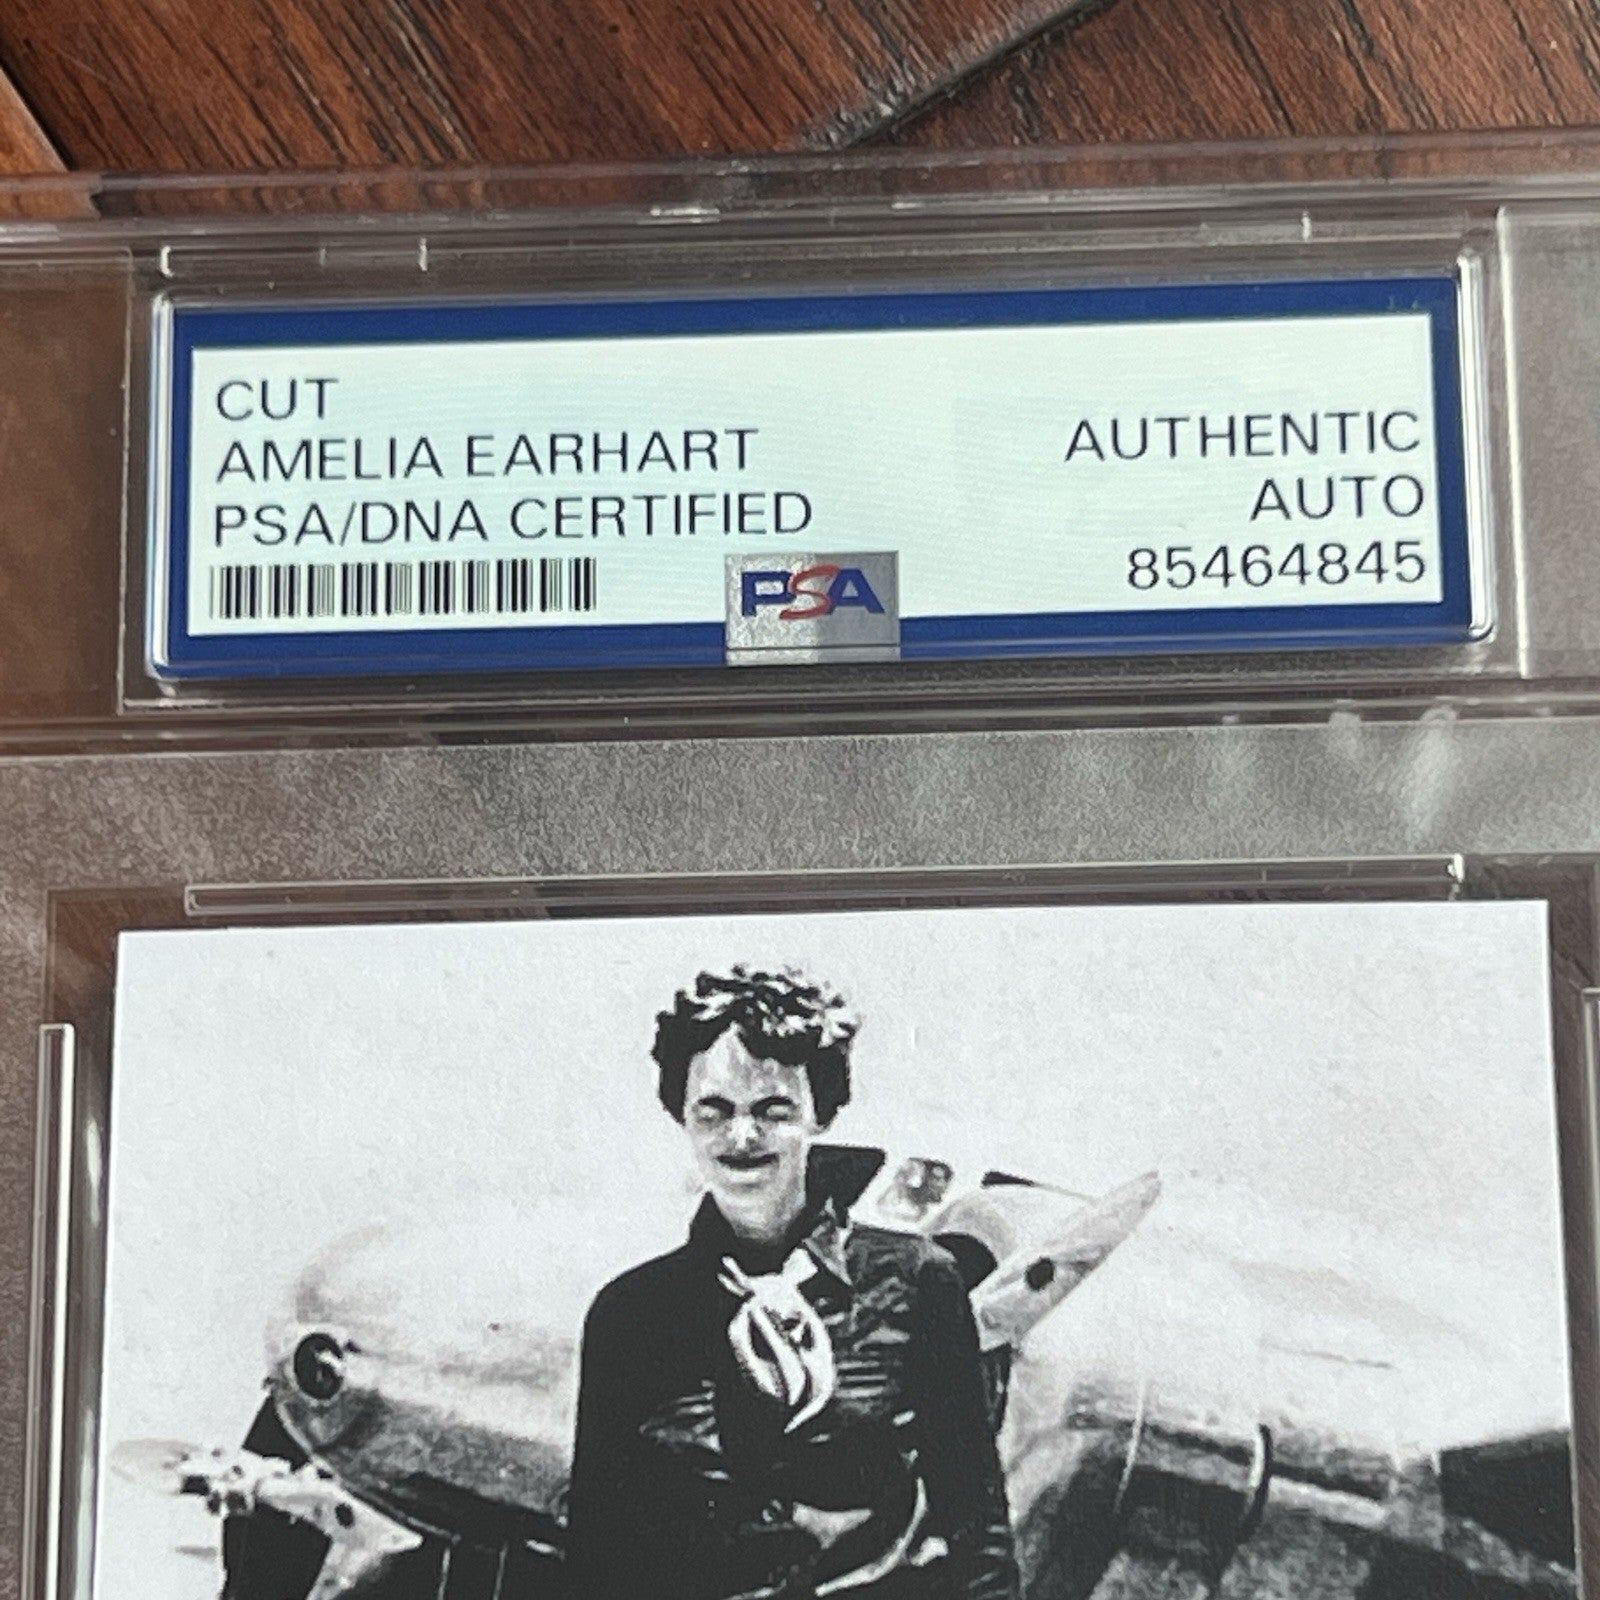 CUT
AMELIA EARHART
PSA/DNA CERTIFIED
AUTHENTIC
AUTO
85464845
PSA